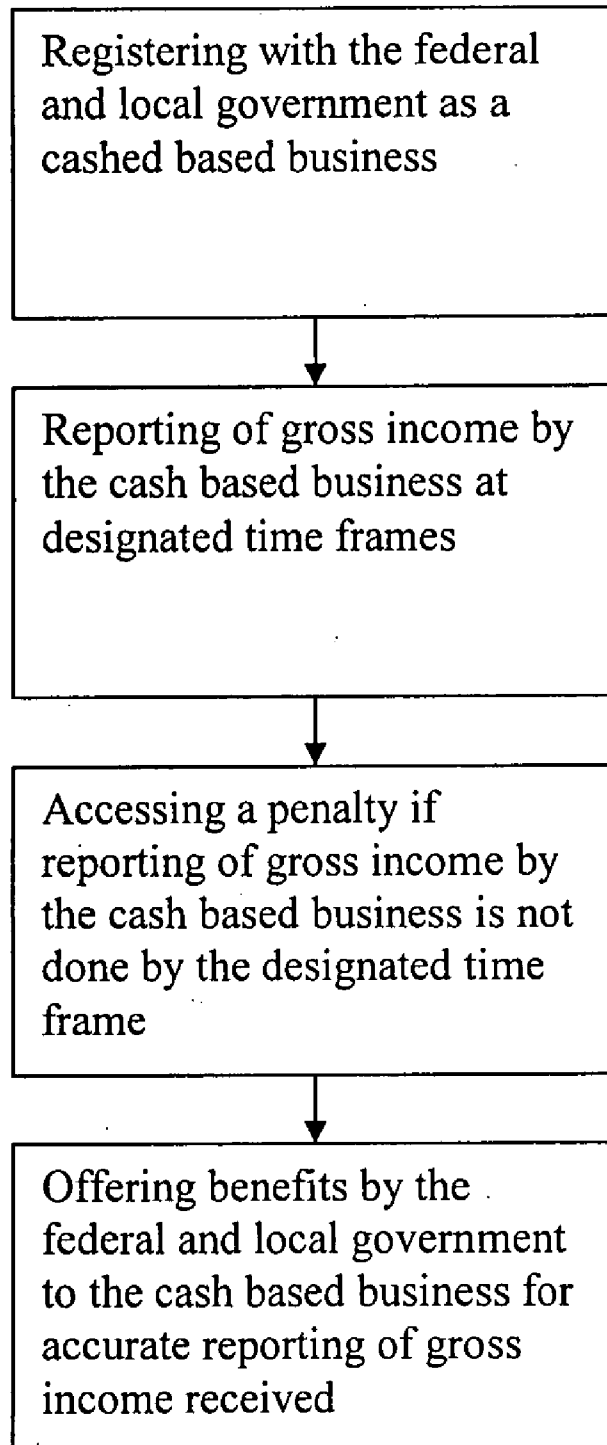 Registering with the federal
and local government as a
cashed based business
Reporting of gross income by
the cash based business at
designated time frames
Accessing a penalty if
reporting of gross income by
the cash based business is not
done by the designated time
frame
Offering benefits by the
federal and local government
to the cash based business for
accurate reporting of gross
income received